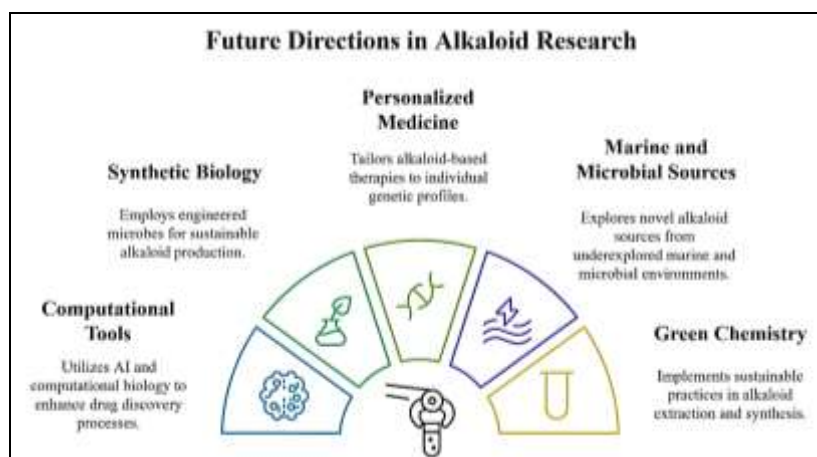 Future Directions in Alkaloid Research
Personalized
Medicine
Tailors alkaloid-based
therapies to individual
genetic profiles.
Marine and
Microbial Sources
Explores novel alkaloid
sources from
underexplored marine and
microbial environments.
Synthetic Biology
Employs engineered
microbes for sustainable
alkaloid production.
Computational
Tools
Utilizes AI and
computational biology to
enhance drug discovery
processes.
Green Chemistry
Implements sustainable
practices in alkaloid
extraction and synthesis.